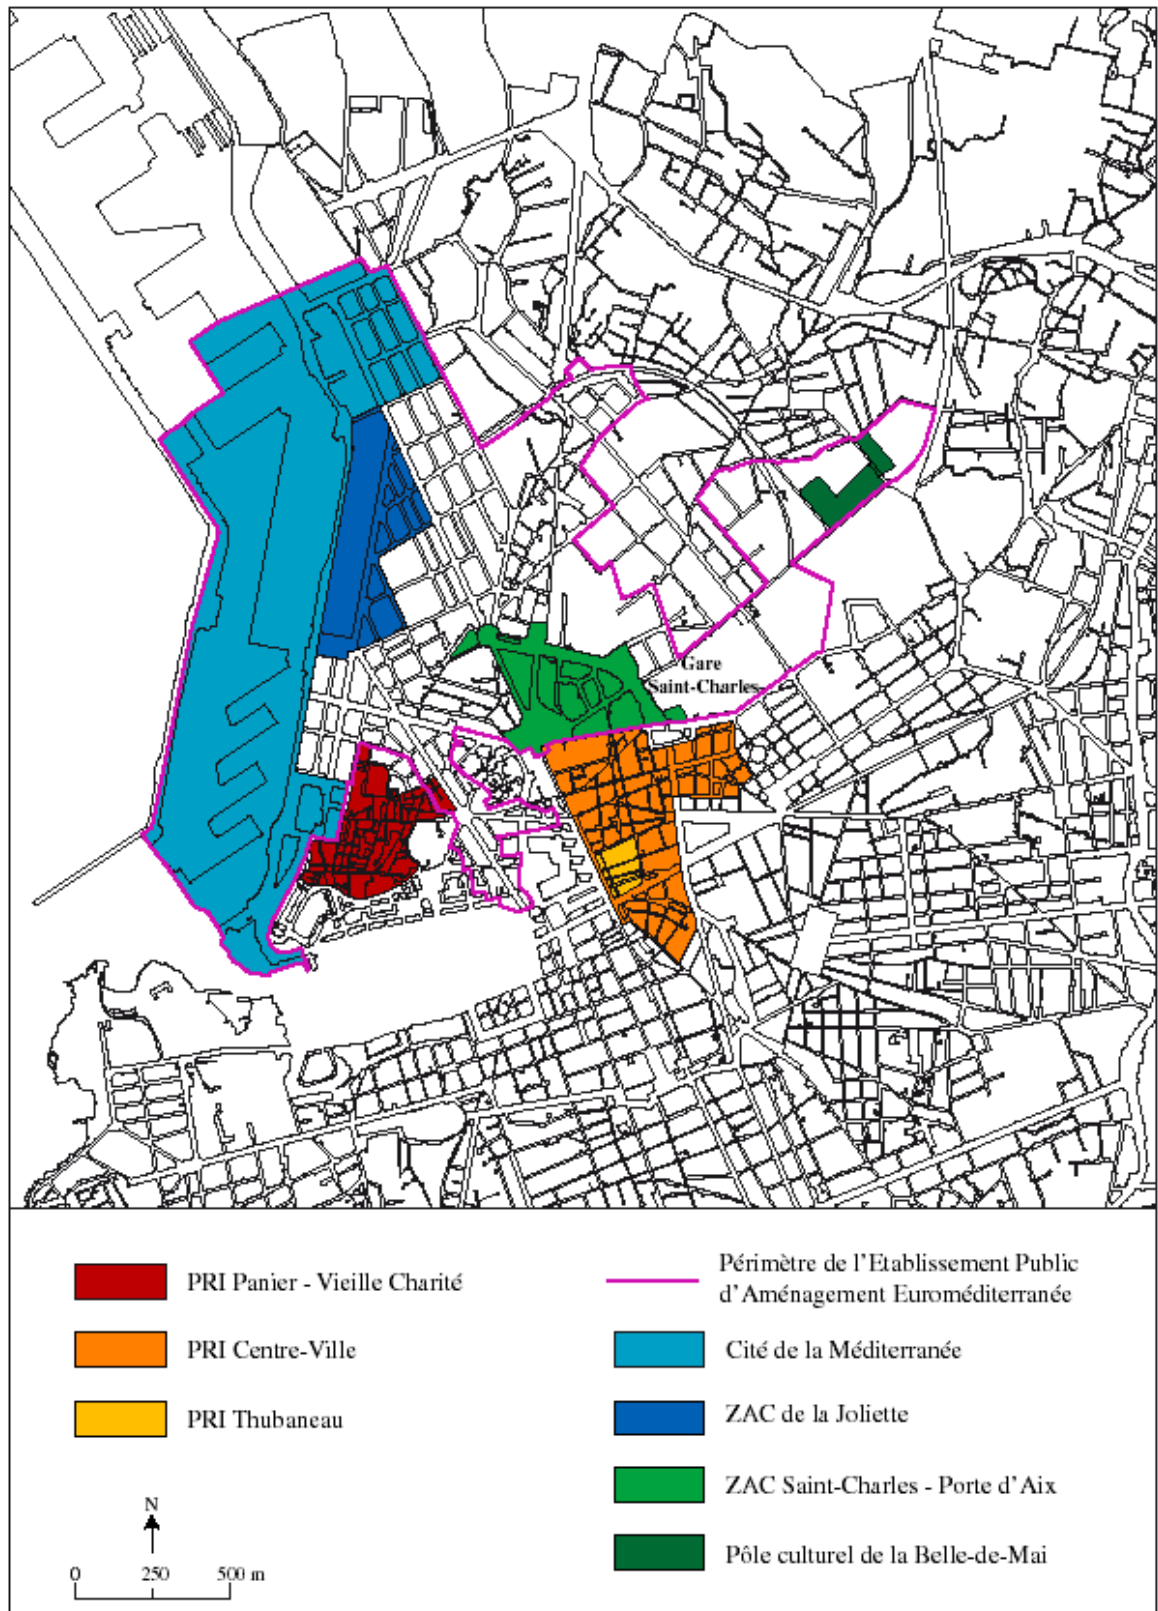 Gare
Saint-Charles
PRI Panier - Vieille Charité
PRI Centre-Ville
PRI Thubaneau
N
0 250 500 m
Périmètre de l'Etablissement Public
d'Aménagement Euroméditerranée
Cité de la Méditerranée
ZAC de la Joliette
ZAC Saint-Charles - Porte d'Aix
Pôle culturel de la Belle-de-Mai